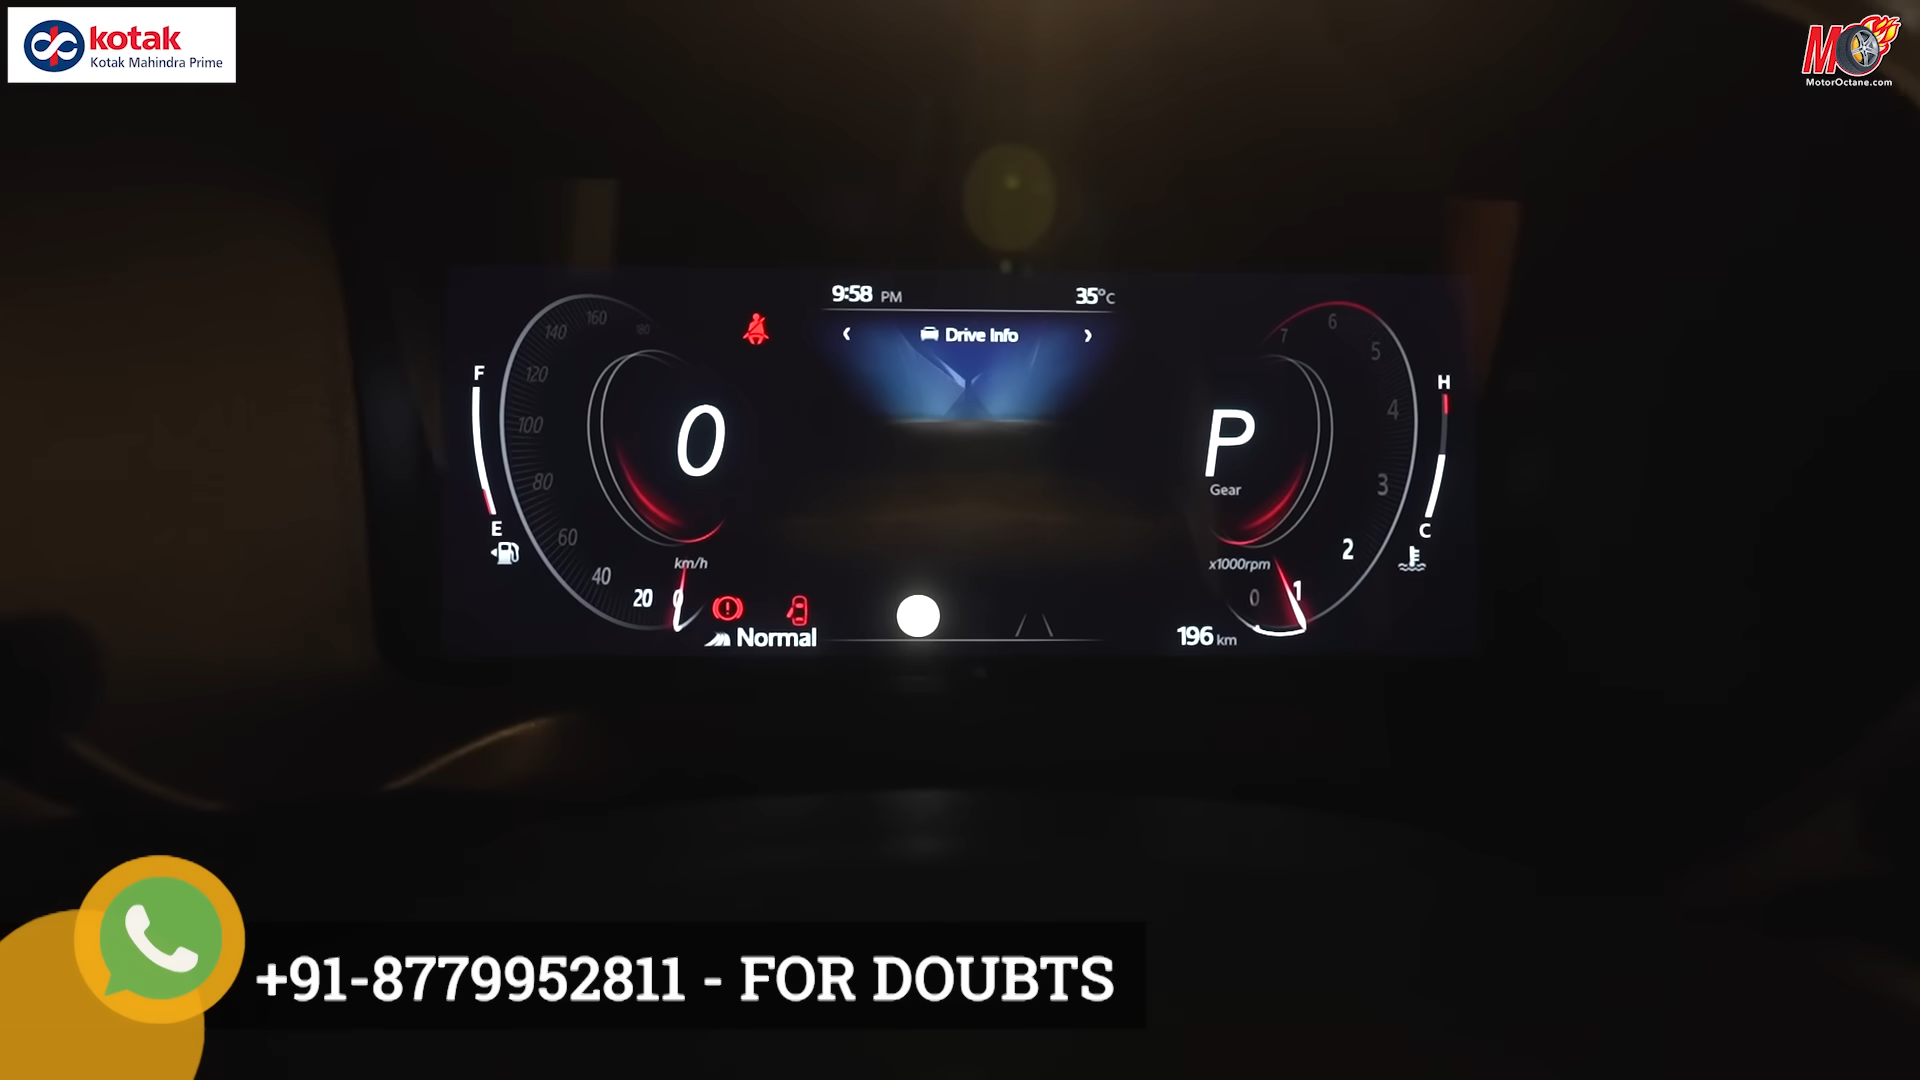 kotak
Kotak Mahindra Prime
MO
MotorOctane.com
9:58 PM
35°C
‹ Drive Info ›
F
E
180
160
140
120
100
80
60
40
20
0
0
km/h
Normal
P
Gear
x1000rpm
7
6
5
4
3
2
1
0
H
C
196 km
+91-8779952811 - FOR DOUBTS